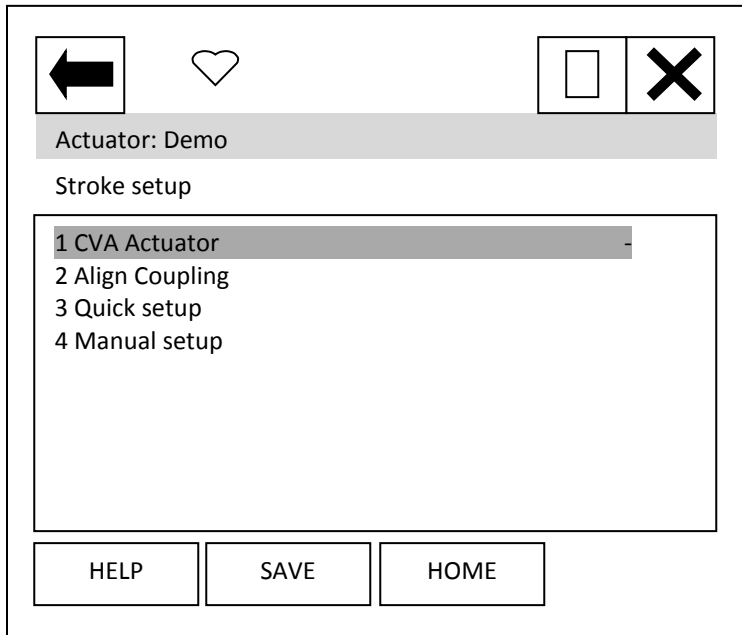 Actuator: Demo
Stroke setup
1 CVA Actuator -
2 Align Coupling
3 Quick setup
4 Manual setup
HELP SAVE HOME